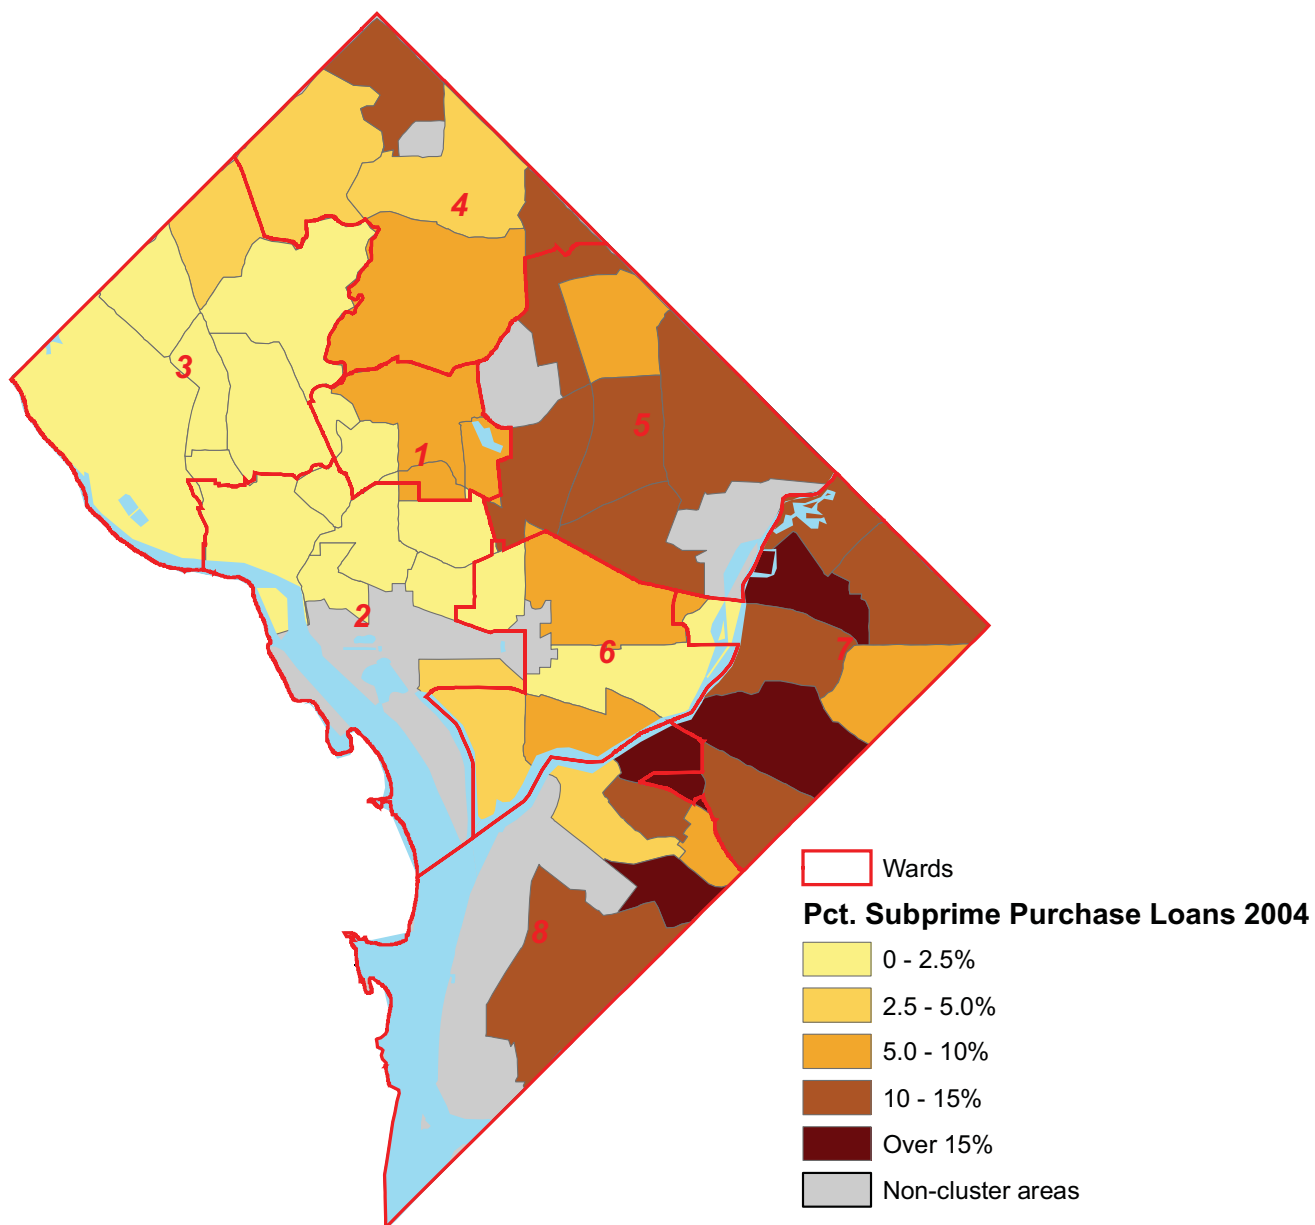 4
3
5
1
2
6
7
8
Wards
Pct. Subprime Purchase Loans 2004
0 - 2.5%
2.5 - 5.0%
5.0 - 10%
10 - 15%
Over 15%
Non-cluster areas